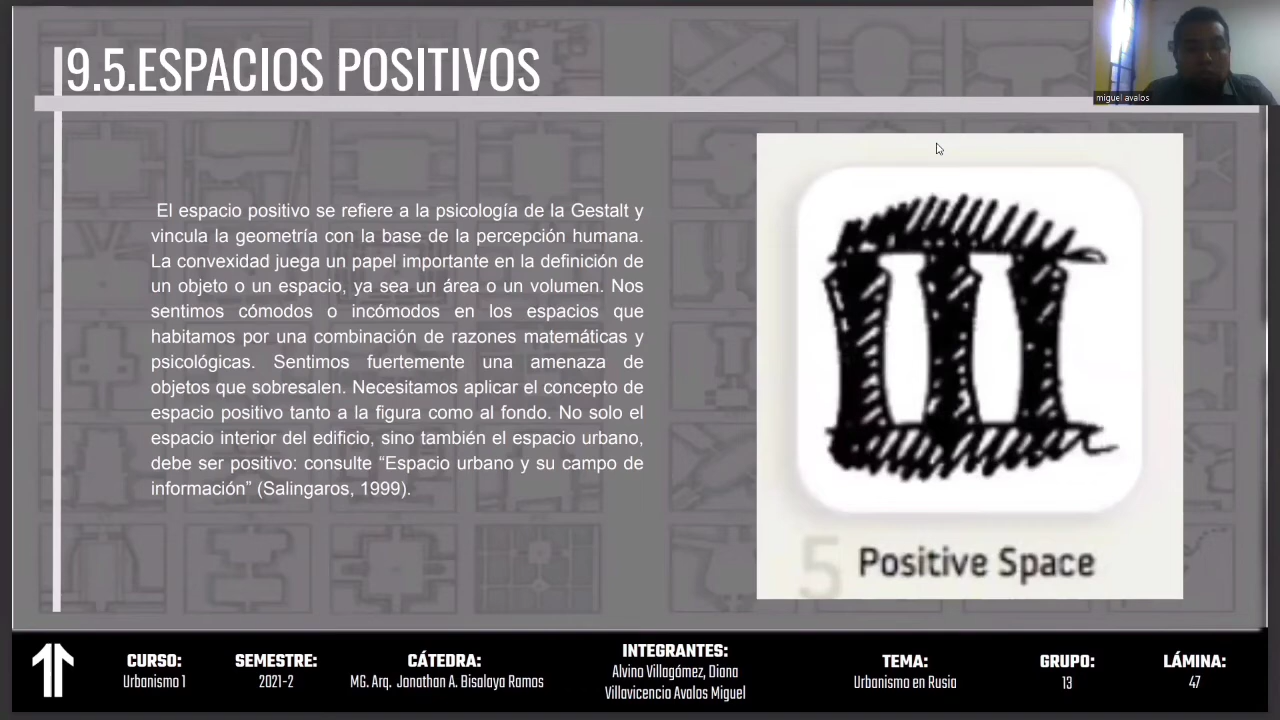 9.5.ESPACIOS POSITIVOS
miguel avalos
El espacio positivo se refiere a la psicología de la Gestalt y
vincula la geometría con la base de la percepción humana.
La convexidad juega un papel importante en la definición de
un objeto o un espacio, ya sea un área o un volumen. Nos
sentimos cómodos o incómodos en los espacios que
habitamos por una combinación de razones matemáticas y
psicológicas. Sentimos fuertemente una amenaza de
objetos que sobresalen. Necesitamos aplicar el concepto de
espacio positivo tanto a la figura como al fondo. No solo el
espacio interior del edificio, sino también el espacio urbano,
debe ser positivo: consulte “Espacio urbano y su campo de
información” (Salingaros, 1999).
5 Positive Space
CURSO:
Urbanismo 1
SEMESTRE:
2021-2
CÁTEDRA:
MG. Arq. Jonathan A. Bisalaya Ramos
INTEGRANTES:
Alvino Villagómez, Diana
Villavicencio Avalos Miguel
TEMA:
Urbanismo en Rusia
GRUPO:
13
LÁMINA:
47